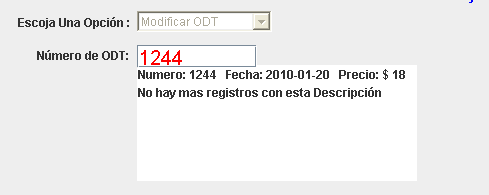 Escoja Una Opción : Modificar ODT
Número de ODT: 1244
Numero: 1244 Fecha: 2010-01-20 Precio: $ 18
No hay mas registros con esta Descripción